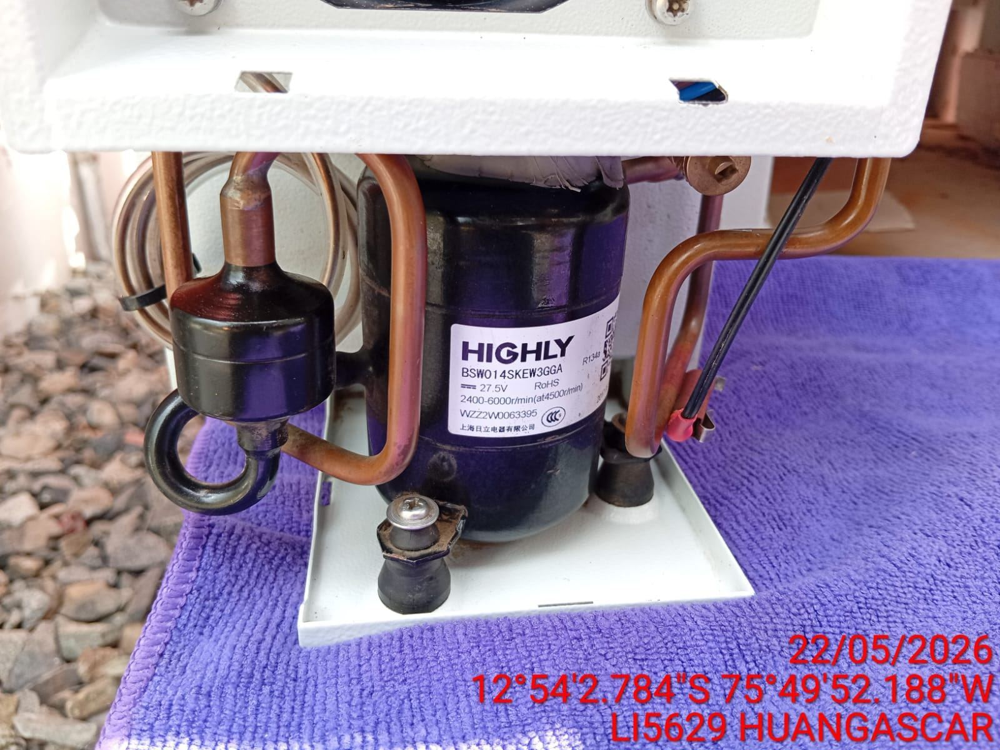 HIGHLY
BSW014SKEW3GGA
R134a
27.5V RoHS
2400-6000r/min(at4500r/min)
WZZ2W0063395 CCC S
上海日立电器有限公司
22/05/2026
12°54'2.784"S 75°49'52.188"W
LI5629 HUANGASCAR